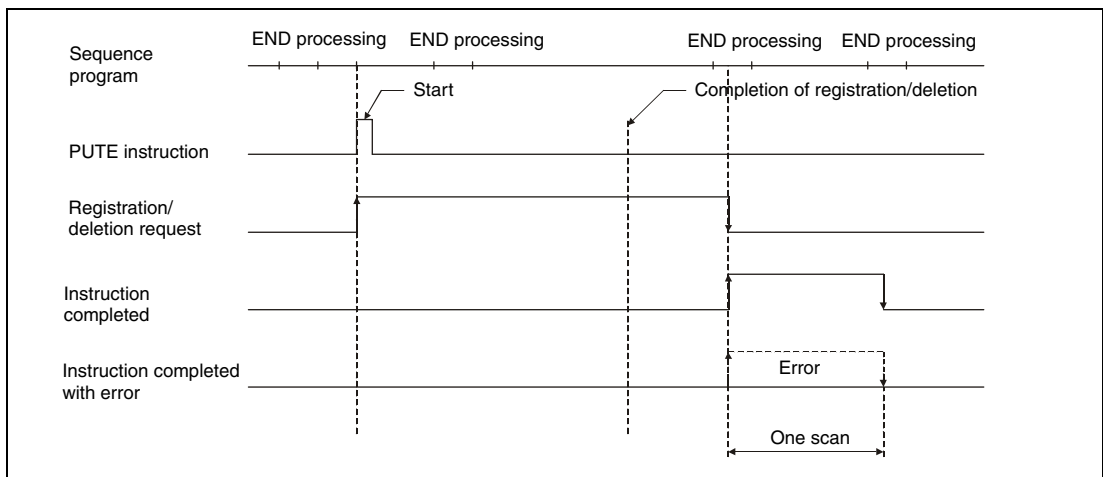 END processing
END processing
END processing
END processing
Sequence
program
Start
Completion of registration/deletion
PUTE instruction
Registration/
deletion request
Instruction
completed
Instruction completed
with error
Error
One scan